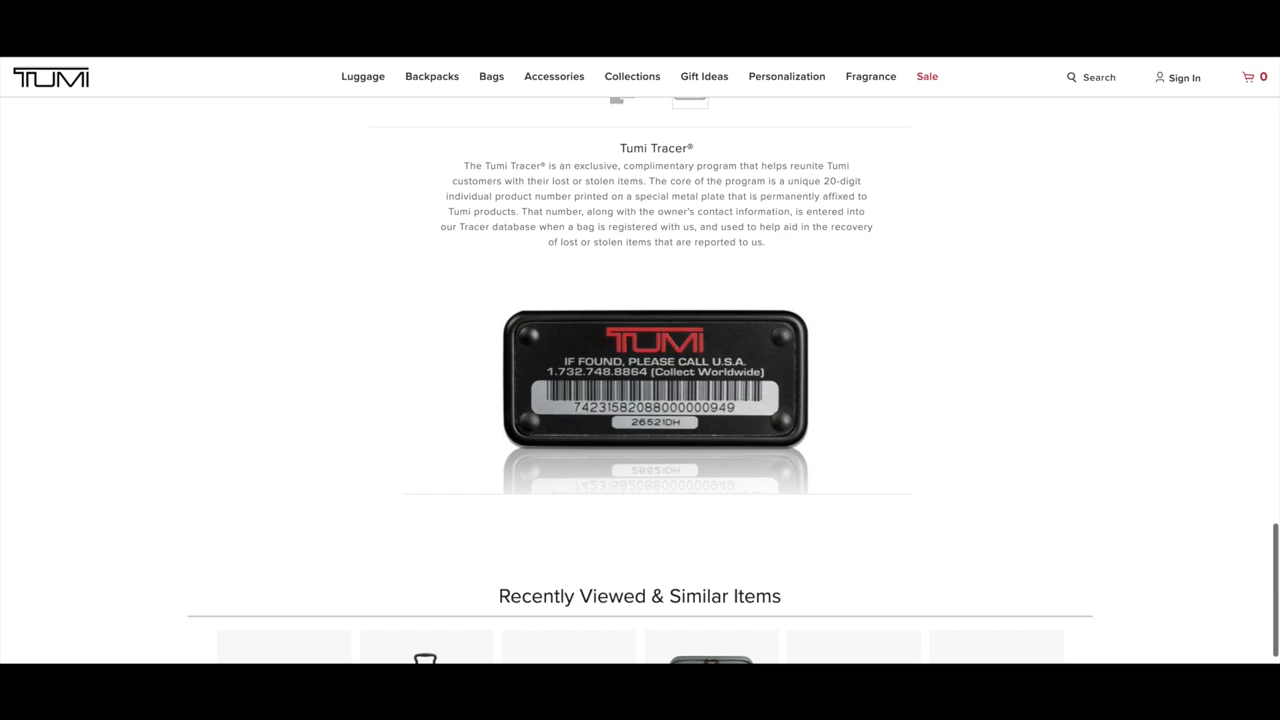 TUMI
Luggage Backpacks Bags Accessories Collections Gift Ideas Personalization Fragrance Sale Search Sign In 0
Tumi Tracer®
The Tumi Tracer® is an exclusive, complimentary program that helps reunite Tumi
customers with their lost or stolen items. The core of the program is a unique 20-digit
individual product number printed on a special metal plate that is permanently affixed to
Tumi products. That number, along with the owner's contact information, is entered into
our Tracer database when a bag is registered with us, and used to help aid in the recovery
of lost or stolen items that are reported to us.
TUMI
IF FOUND, PLEASE CALL U.S.A.
1.732.748.8864 (Collect Worldwide)
74231582088000000949
26521DH
Recently Viewed & Similar Items